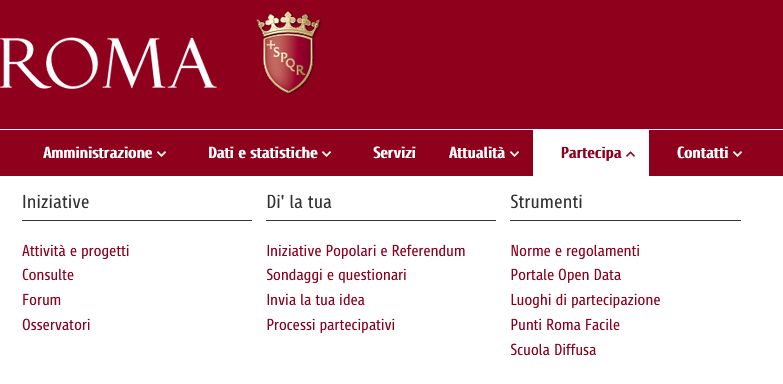 ROMA
SPQR
Amministrazione
Dati e statistiche
Servizi
Attualità
Partecipa
Contatti
Iniziative
Attività e progetti
Consulte
Forum
Osservatori
Di' la tua
Iniziative Popolari e Referendum
Sondaggi e questionari
Invia la tua idea
Processi partecipativi
Strumenti
Norme e regolamenti
Portale Open Data
Luoghi di partecipazione
Punti Roma Facile
Scuola Diffusa